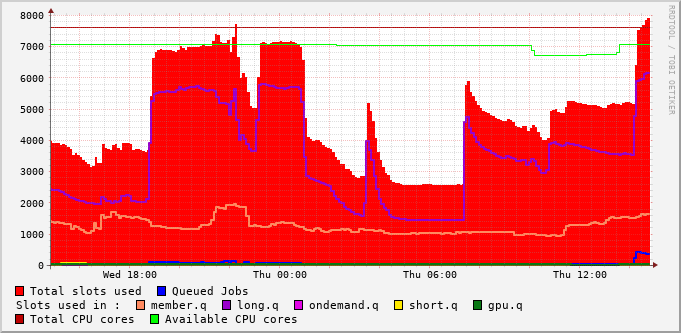 8000
7000
6000
5000
4000
3000
2000
1000
0
Wed 18:00 Thu 00:00 Thu 06:00 Thu 12:00
RRDTOOL / TOBI OETIKER
Total slots used Queued Jobs
Slots used in : member.q long.q ondemand.q short.q gpu.q
Total CPU cores Available CPU cores